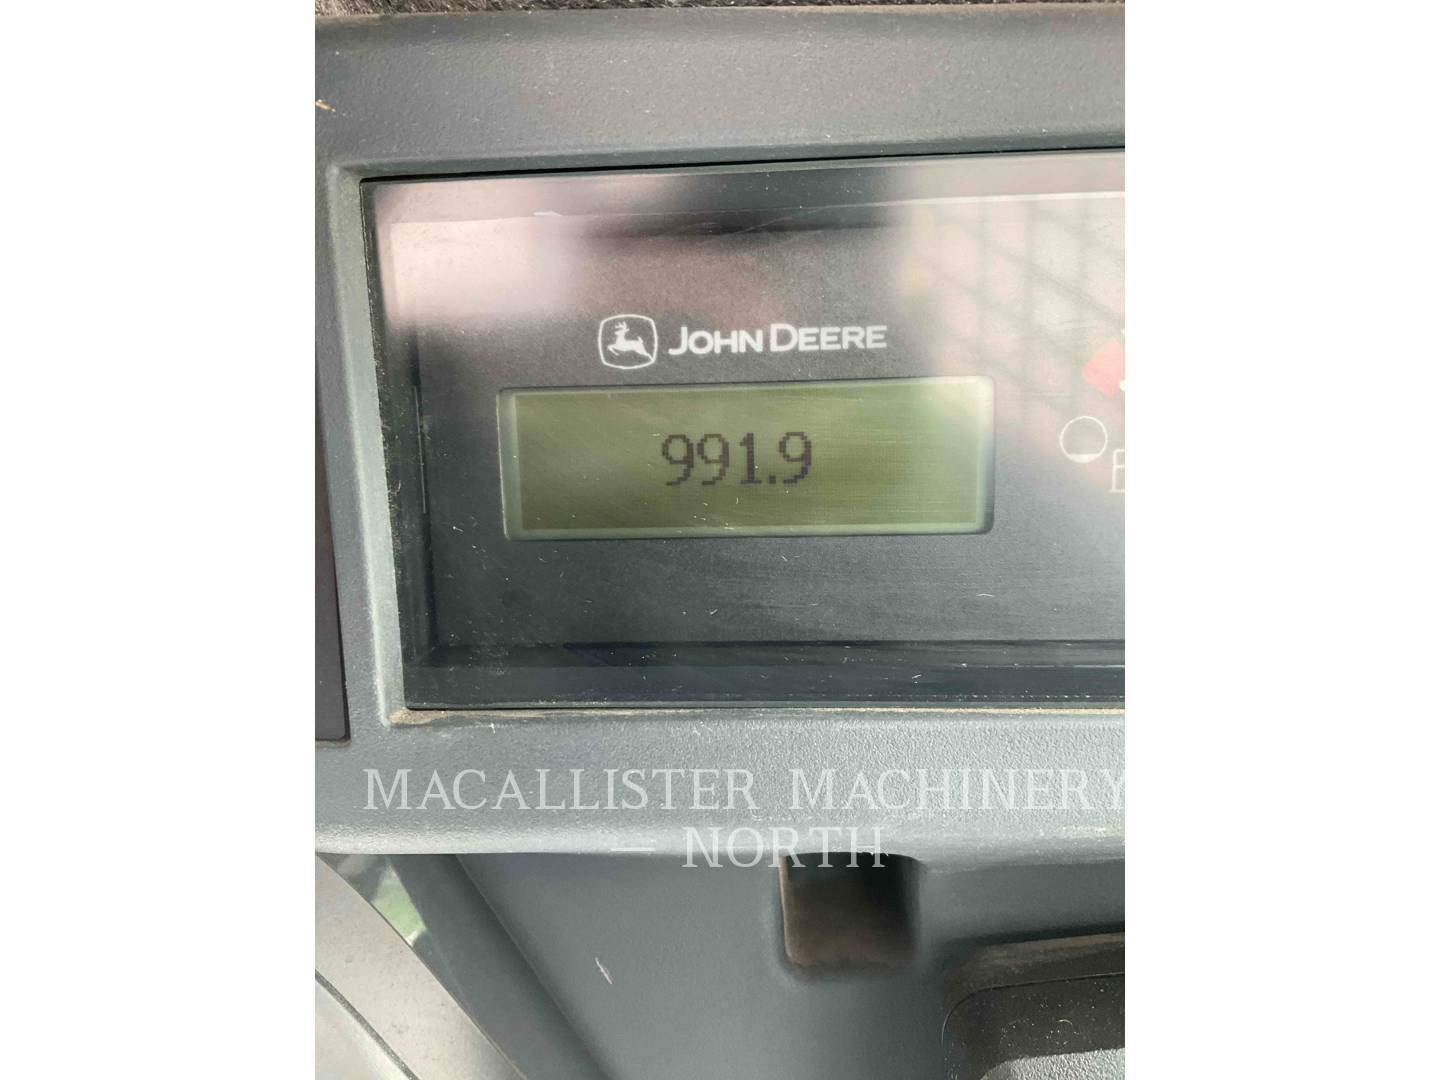 JOHN DEERE
991.9
MACALLISTER MACHINERY
— NORTH